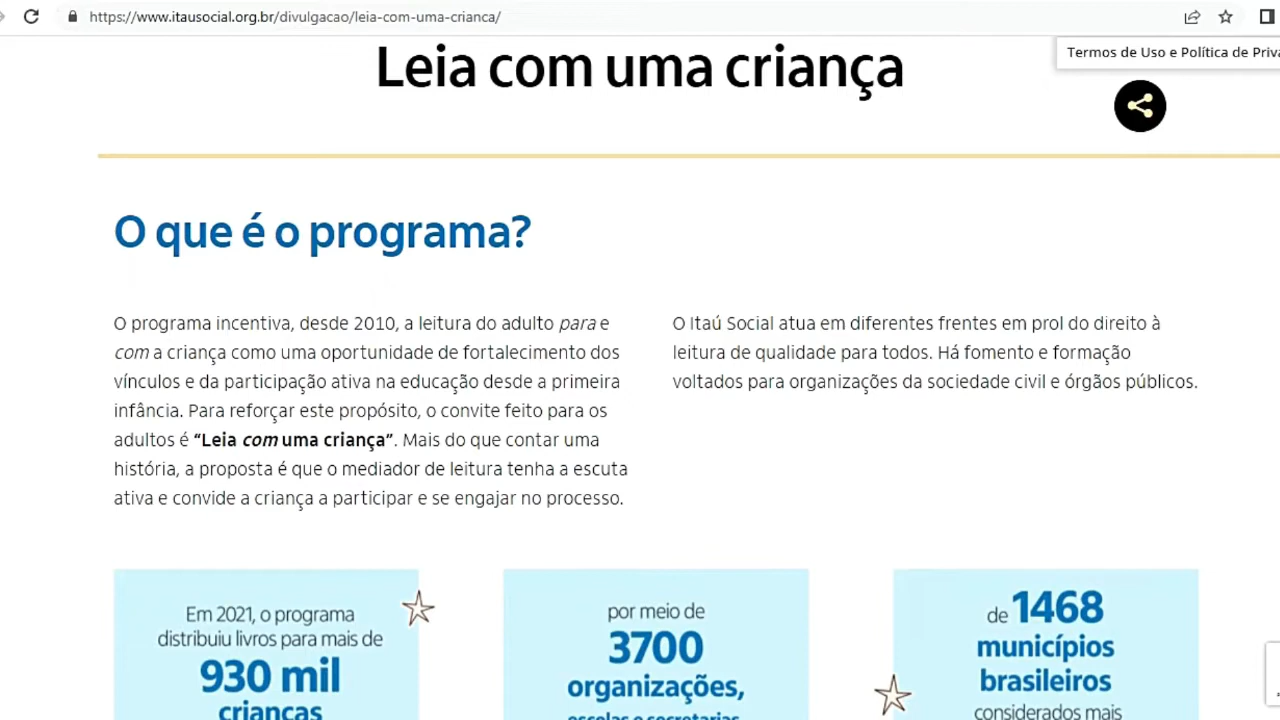 https://www.itausocial.org.br/divulgacao/leia-com-uma-crianca/
Termos de Uso e Política de Priva
Leia com uma criança
O que é o programa?
O programa incentiva, desde 2010, a leitura do adulto para e
com a criança como uma oportunidade de fortalecimento dos
vínculos e da participação ativa na educação desde a primeira
infância. Para reforçar este propósito, o convite feito para os
adultos é “Leia com uma criança”. Mais do que contar uma
história, a proposta é que o mediador de leitura tenha a escuta
ativa e convide a criança a participar e se engajar no processo.
O Itaú Social atua em diferentes frentes em prol do direito à
leitura de qualidade para todos. Há fomento e formação
voltados para organizações da sociedade civil e órgãos públicos.
Em 2021, o programa
distribuiu livros para mais de
930 mil
crianças
por meio de
3700
organizações,
escolas e secretarias
de 1468
municípios
brasileiros
considerados mais